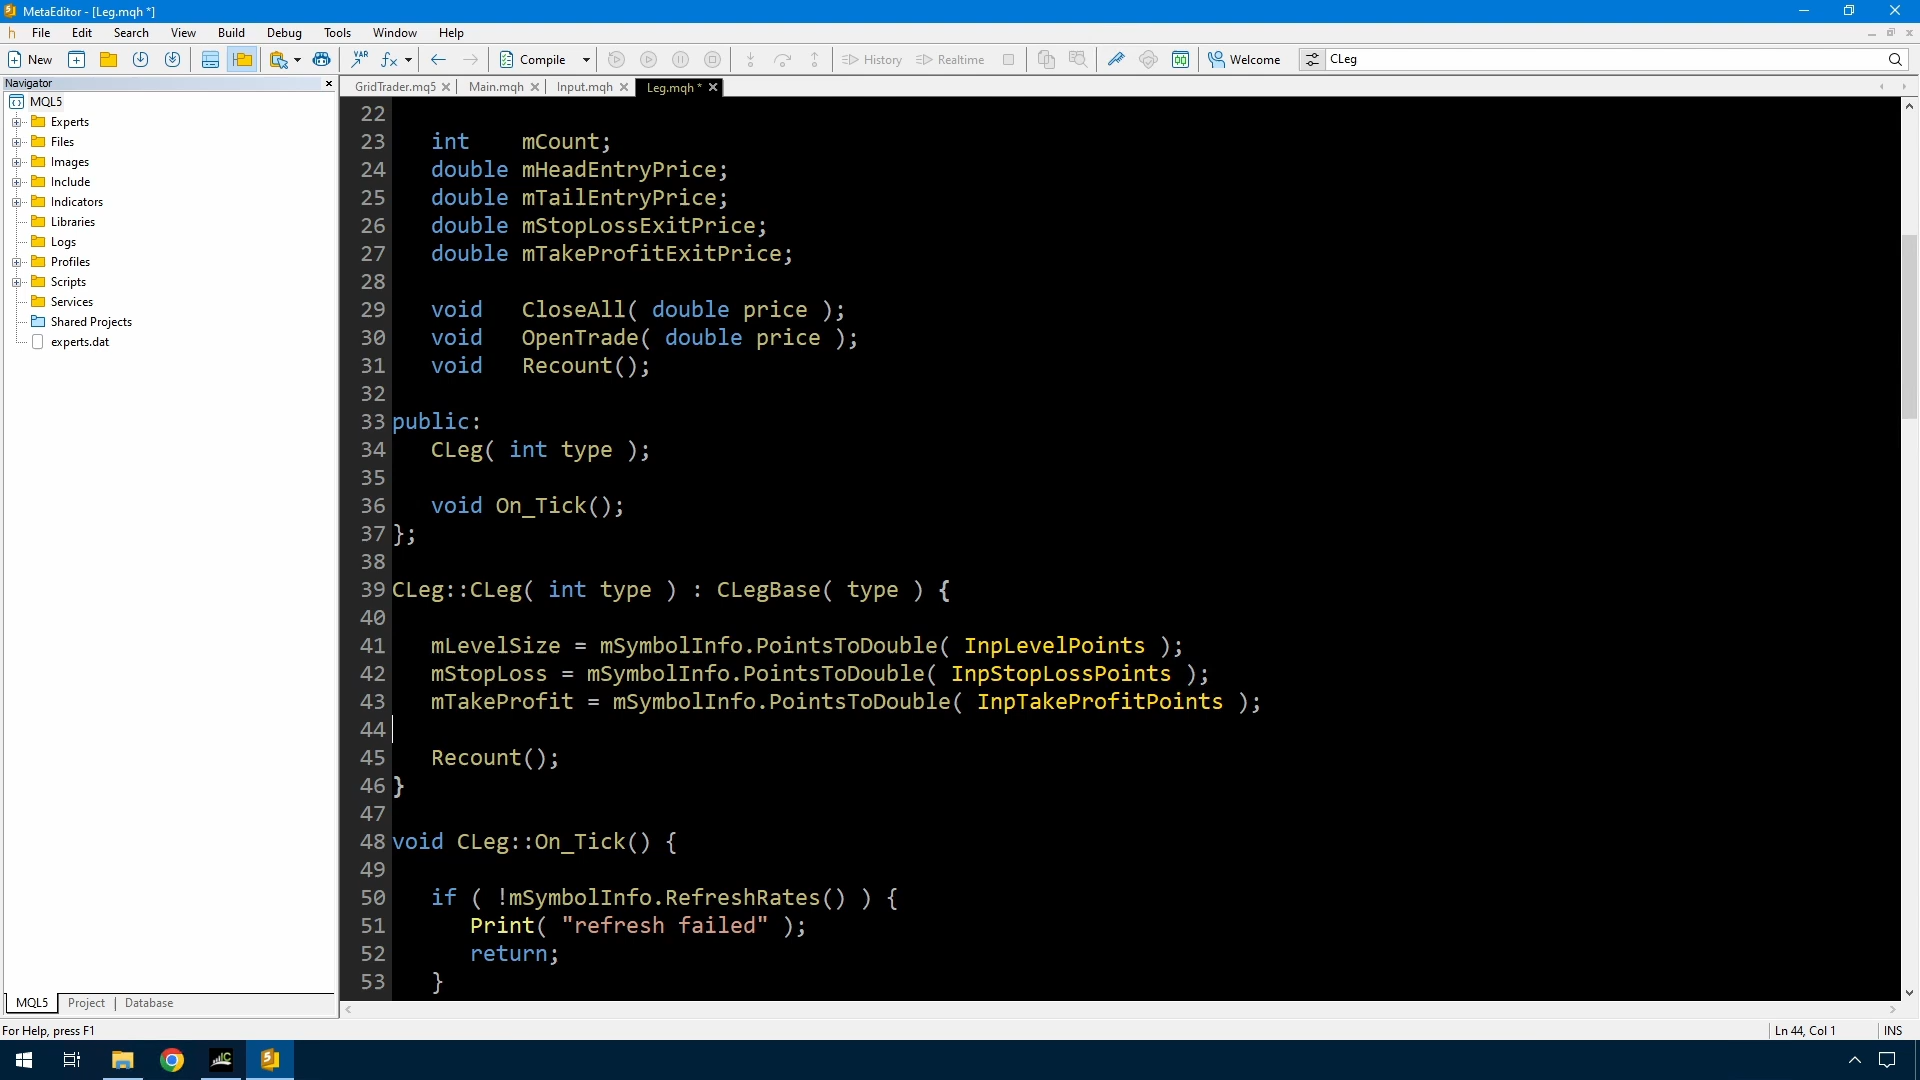 MetaEditor - [Leg.mqh *]
File Edit Search View Build Debug Tools Window Help
New Compile History Realtime Welcome CLeg
Navigator
MQL5
Experts
Files
Images
Include
Indicators
Libraries
Logs
Profiles
Scripts
Services
Shared Projects
experts.dat
MQL5 Project Database
GridTrader.mq5 Main.mqh Input.mqh Leg.mqh *
22
23 int mCount;
24 double mHeadEntryPrice;
25 double mTailEntryPrice;
26 double mStopLossExitPrice;
27 double mTakeProfitExitPrice;
28
29 void CloseAll( double price );
30 void OpenTrade( double price );
31 void Recount();
32
33 public:
34 CLeg( int type );
35
36 void On_Tick();
37 };
38
39 CLeg::CLeg( int type ) : CLegBase( type ) {
40
41 mLevelSize = mSymbolInfo.PointsToDouble( InpLevelPoints );
42 mStopLoss = mSymbolInfo.PointsToDouble( InpStopLossPoints );
43 mTakeProfit = mSymbolInfo.PointsToDouble( InpTakeProfitPoints );
44
45 Recount();
46 }
47
48 void CLeg::On_Tick() {
49
50 if ( !mSymbolInfo.RefreshRates() ) {
51 Print( "refresh failed" );
52 return;
53 }
For Help, press F1 Ln 44, Col 1 INS